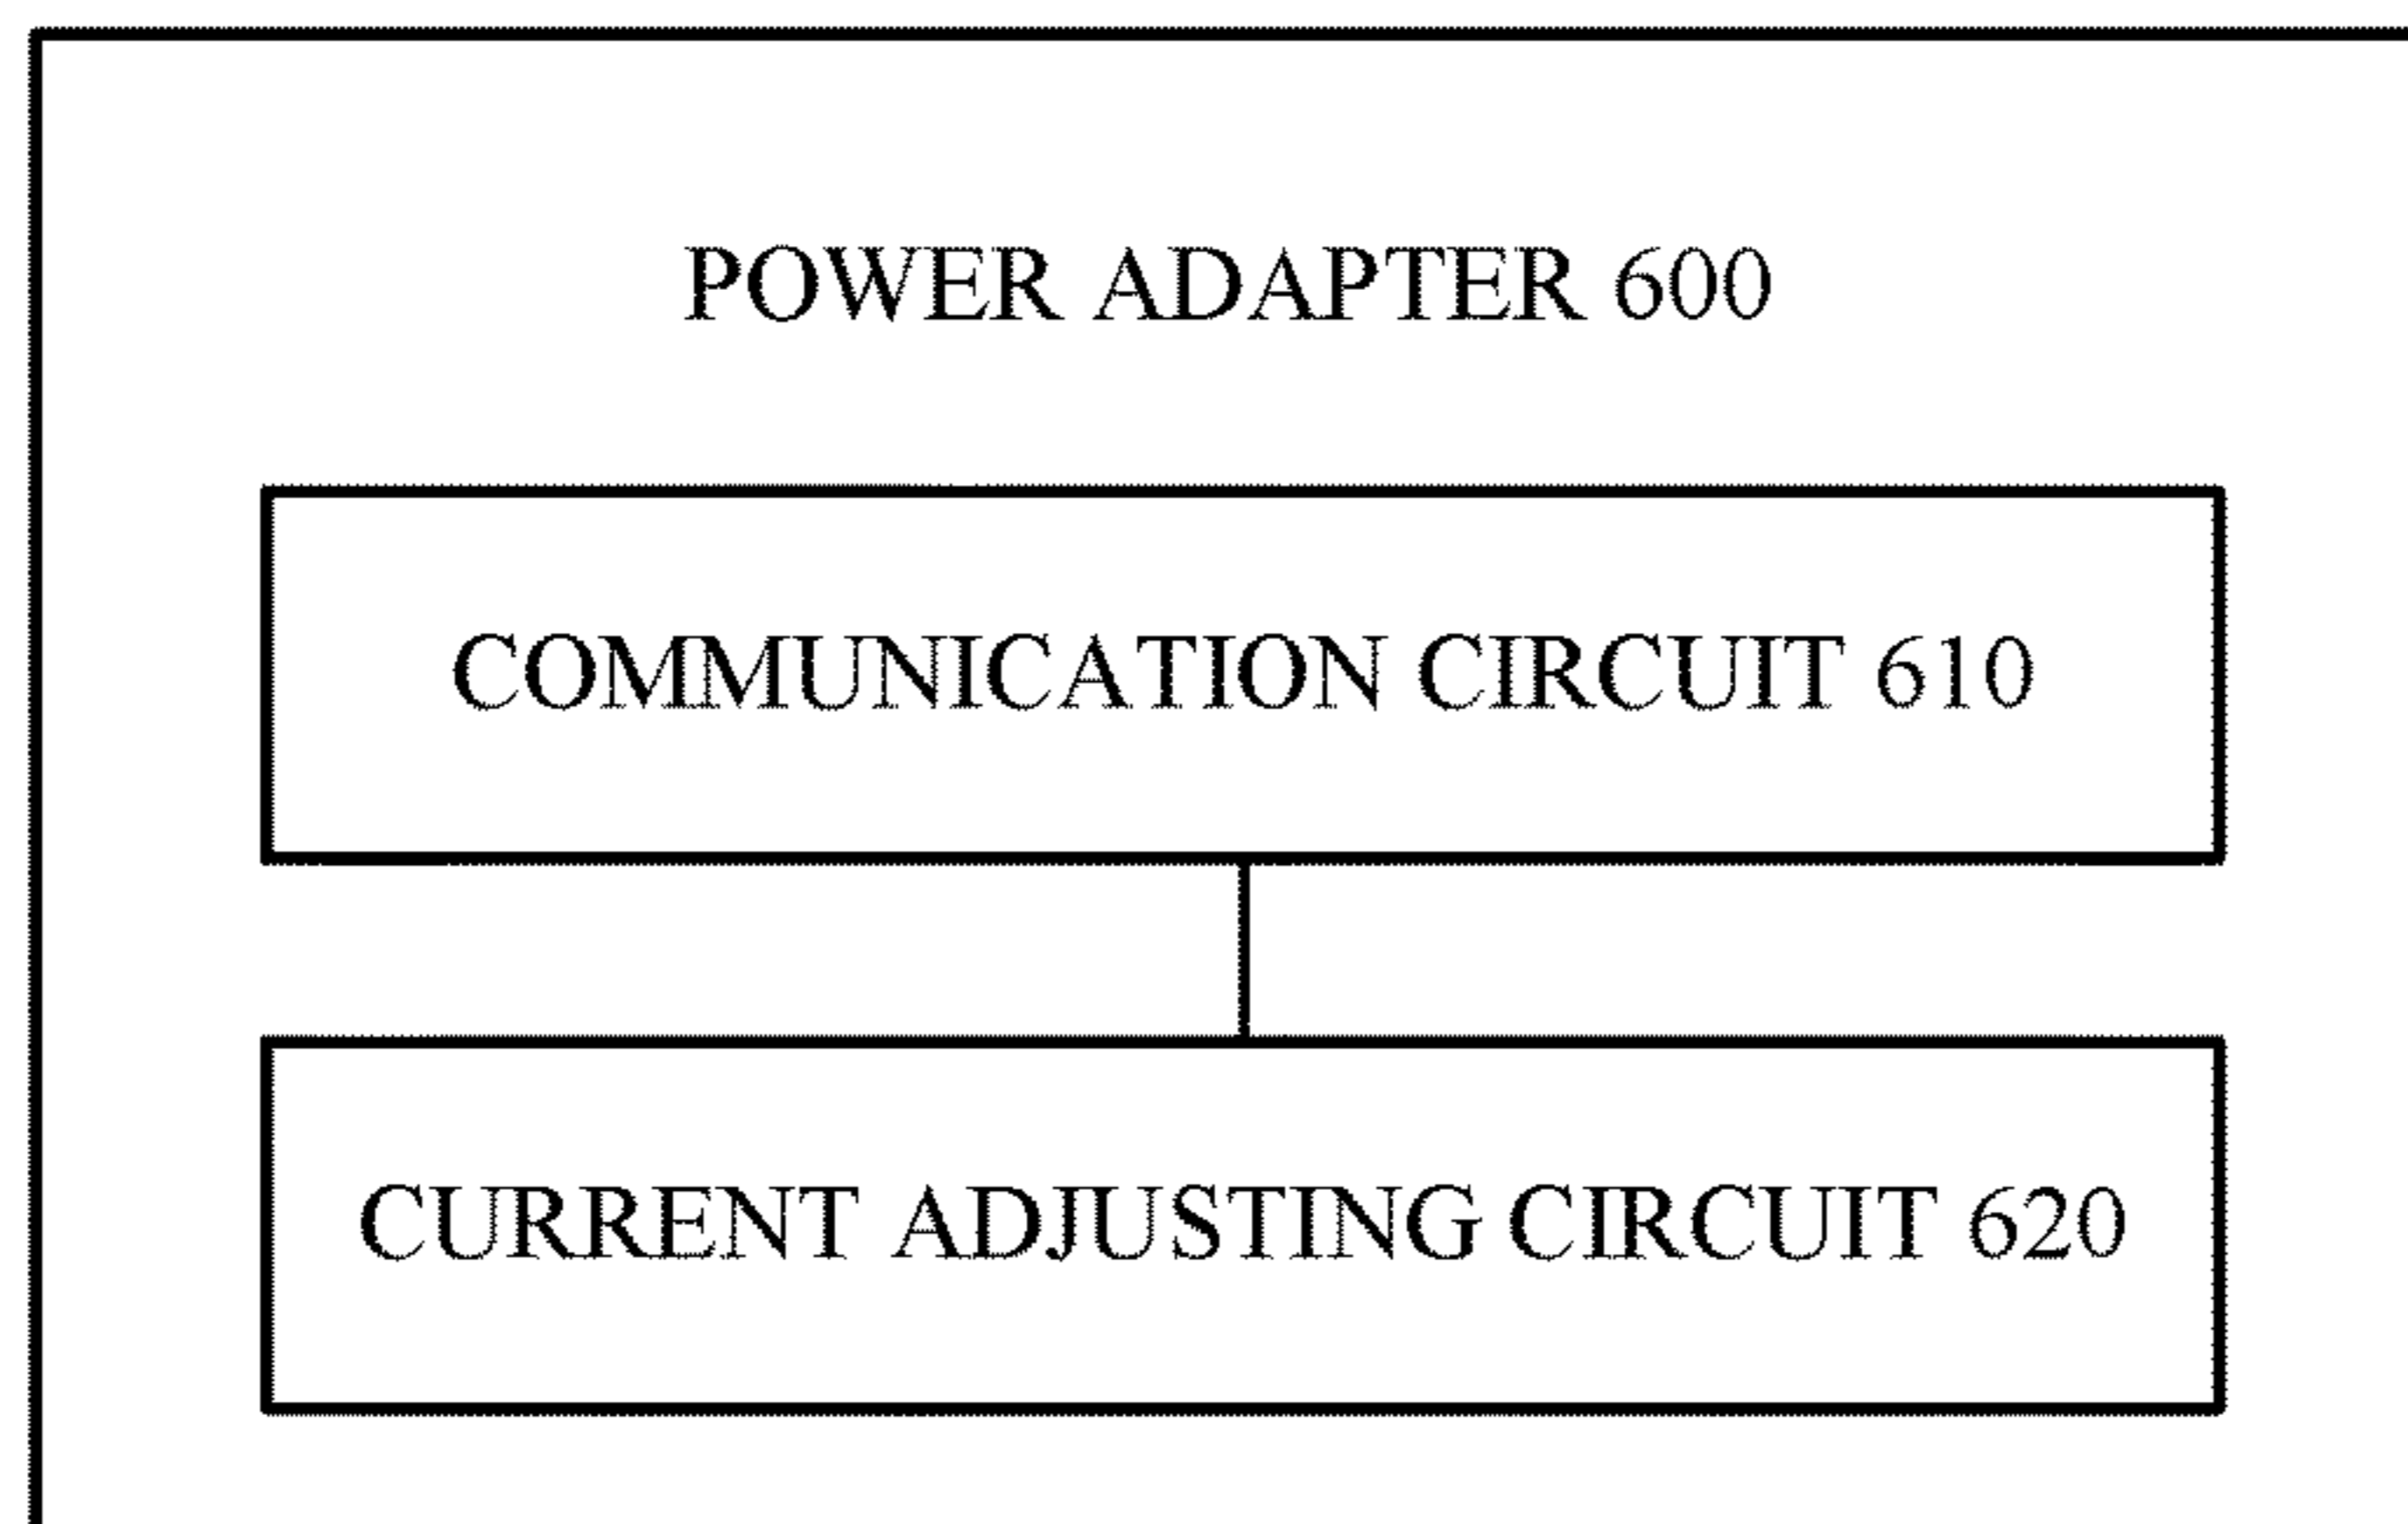 POWER ADAPTER 600
COMMUNICATION CIRCUIT 610
CURRENT ADJUSTING CIRCUIT 620